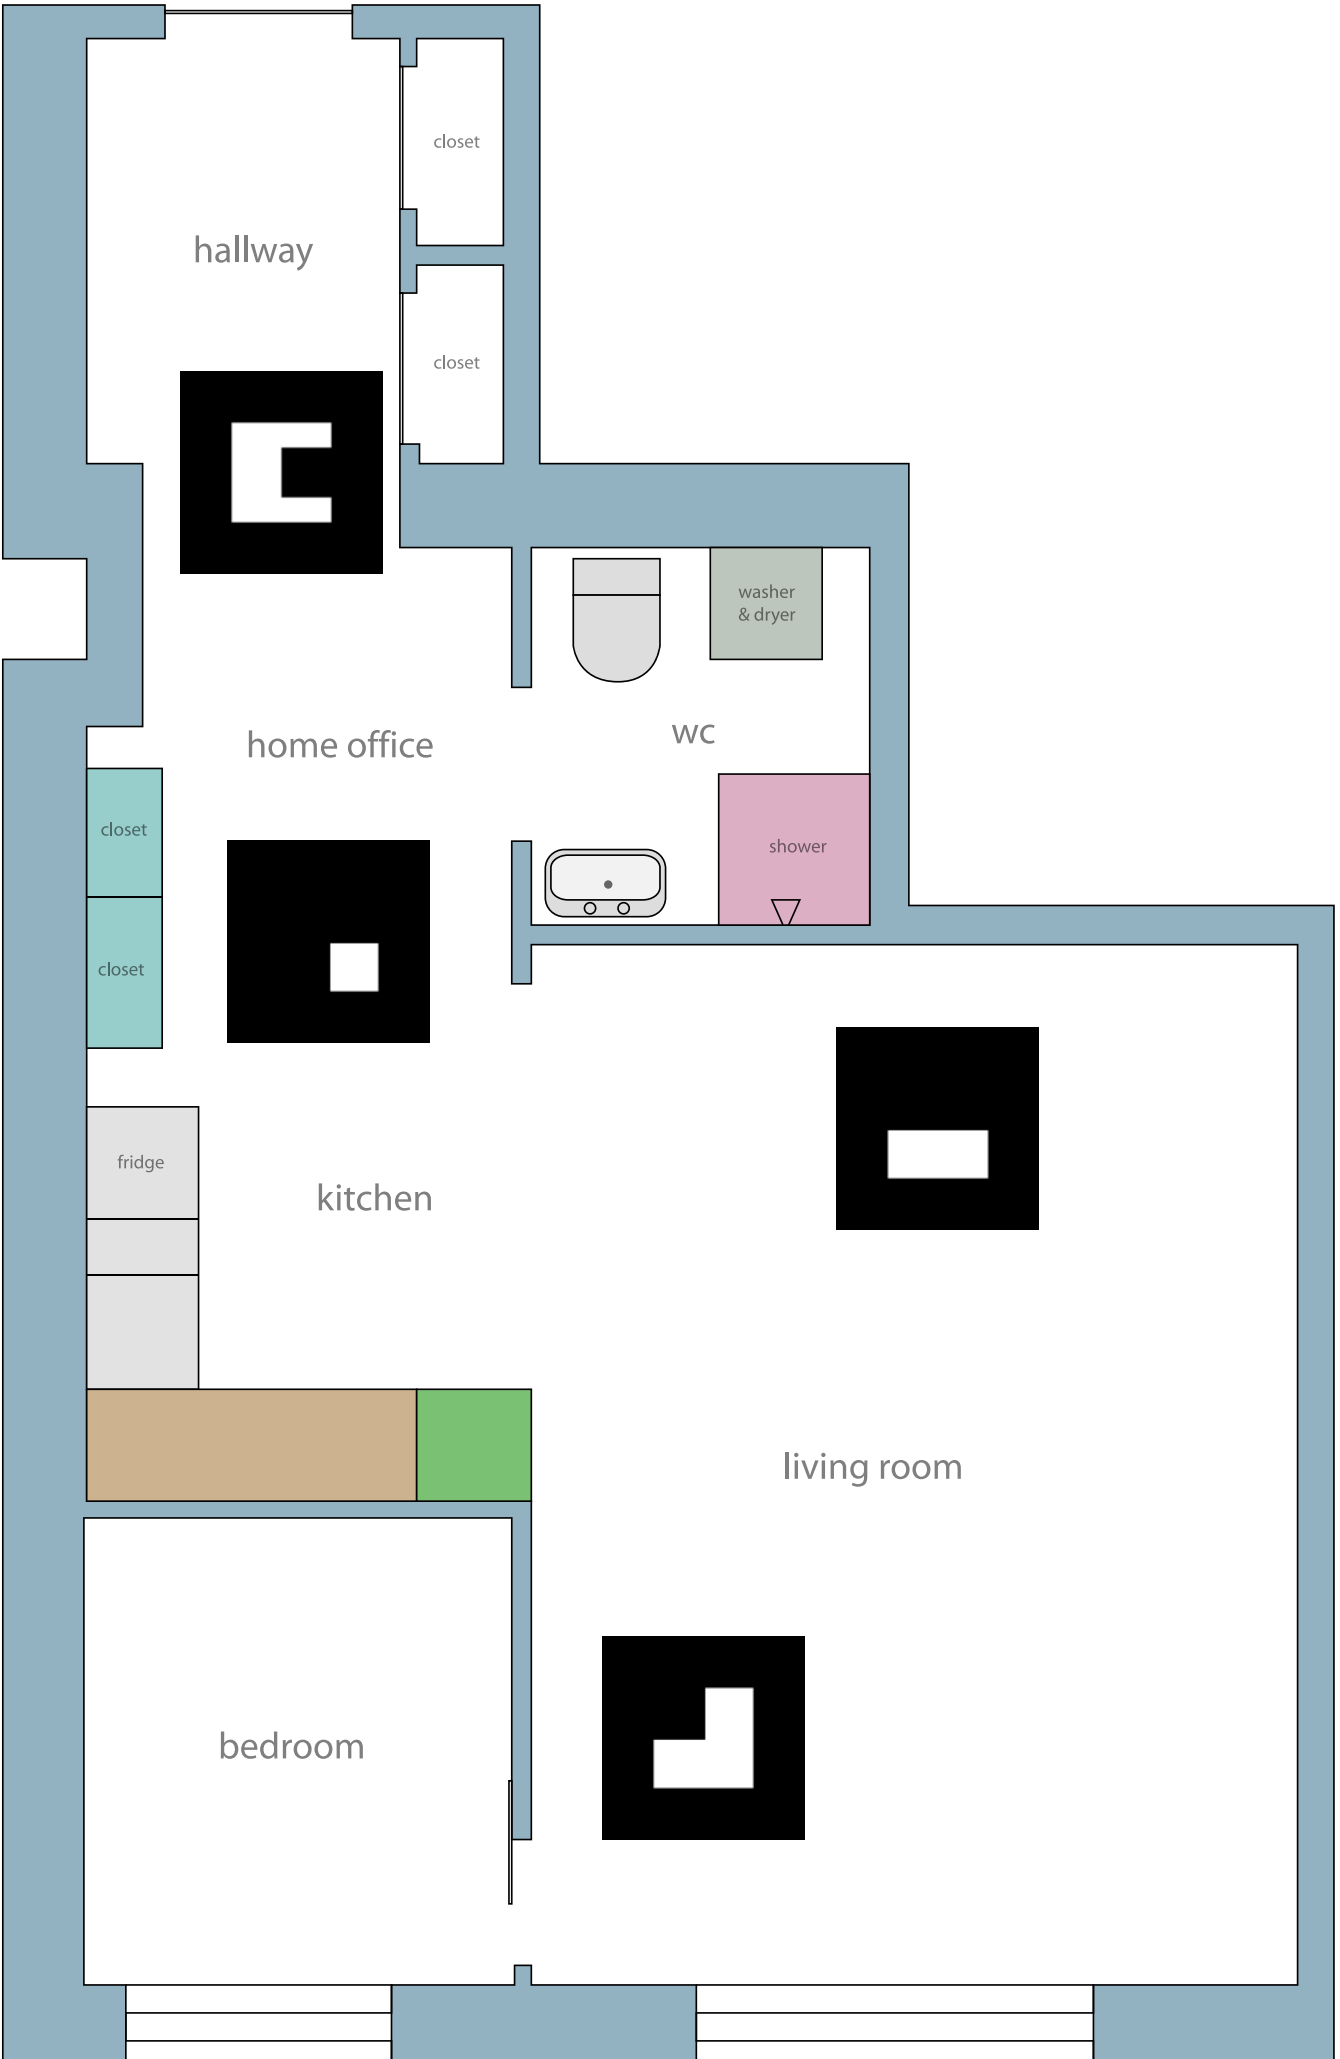 closet
hallway
closet
washer
& dryer
wc
home office
closet
shower
closet
fridge
kitchen
living room
bedroom